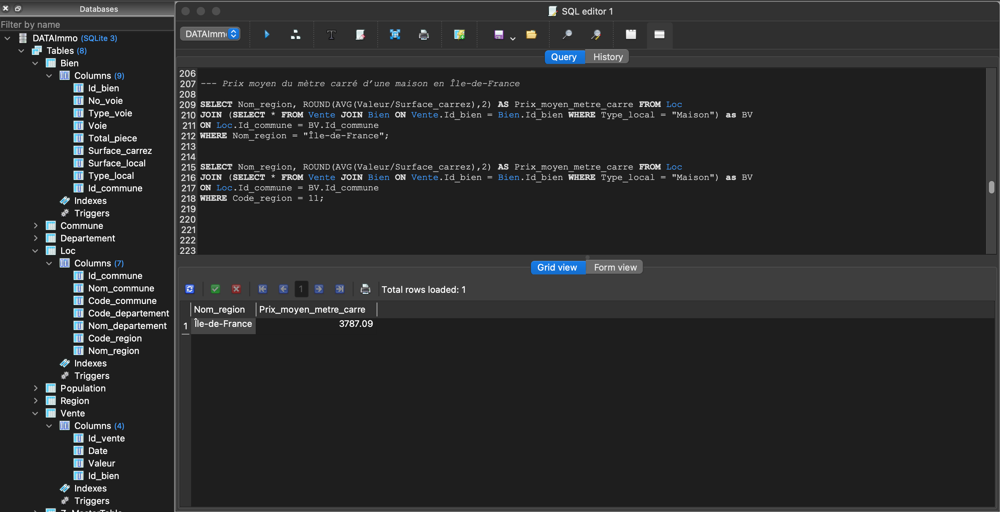 Databases
Filter by name
DATAImmo (SQLite 3)
Tables (8)
Bien
Columns (9)
Id_bien
No_voie
Type_voie
Voie
Total_piece
Surface_carrez
Surface_local
Type_local
Id_commune
Indexes
Triggers
Commune
Departement
Loc
Columns (7)
Id_commune
Nom_commune
Code_commune
Code_departement
Nom_departement
Code_region
Nom_region
Indexes
Triggers
Population
Region
Vente
Columns (4)
Id_vente
Date
Valeur
Id_bien
Indexes
Triggers
SQL editor 1
DATAImm
Query History
206
207 --- Prix moyen du mètre carré d’une maison en Île-de-France
208
209 SELECT Nom_region, ROUND(AVG(Valeur/Surface_carrez),2) AS Prix_moyen_metre_carre FROM Loc
210 JOIN (SELECT * FROM Vente JOIN Bien ON Vente.Id_bien = Bien.Id_bien WHERE Type_local = "Maison") as BV
211 ON Loc.Id_commune = BV.Id_commune
212 WHERE Nom_region = "Île-de-France";
213
214
215 SELECT Nom_region, ROUND(AVG(Valeur/Surface_carrez),2) AS Prix_moyen_metre_carre FROM Loc
216 JOIN (SELECT * FROM Vente JOIN Bien ON Vente.Id_bien = Bien.Id_bien WHERE Type_local = "Maison") as BV
217 ON Loc.Id_commune = BV.Id_commune
218 WHERE Code_region = 11;
219
220
221
222
223
Grid view Form view
1 Total rows loaded: 1
Nom_region Prix_moyen_metre_carre
1 Île-de-France 3787.09